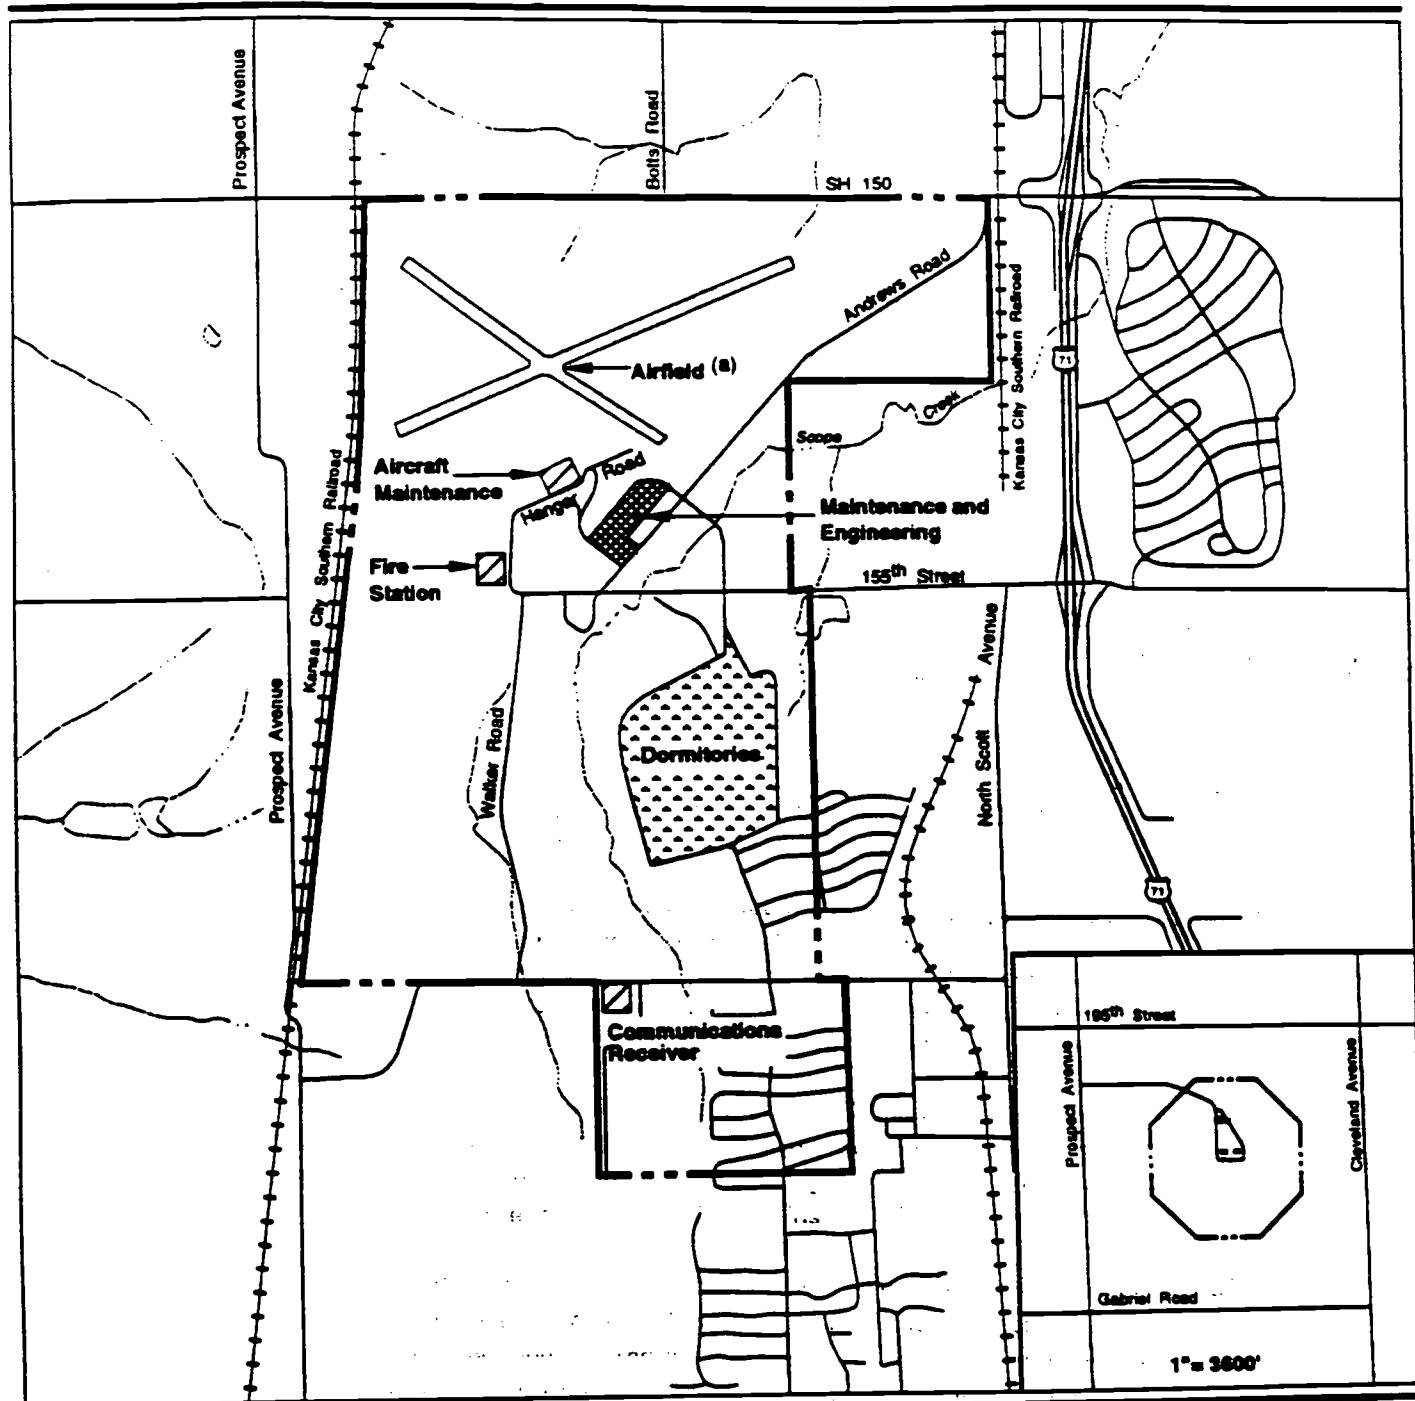 Prospect Avenue
Botts Road
SH 150
Andrews Road
Kansas City Southern Railroad
71
Airfield (a)
Scope Creek
Kansas City Southern Railroad
Aircraft
Maintenance
Hanger Road
Maintenance and
Engineering
Fire
Station
155th Street
North Scott Avenue
Prospect Avenue
Walker Road
Dormitories
71
Communications
Receiver
195th Street
Prospect Avenue
Cleveland Avenue
Gabriel Road
1"= 3600'